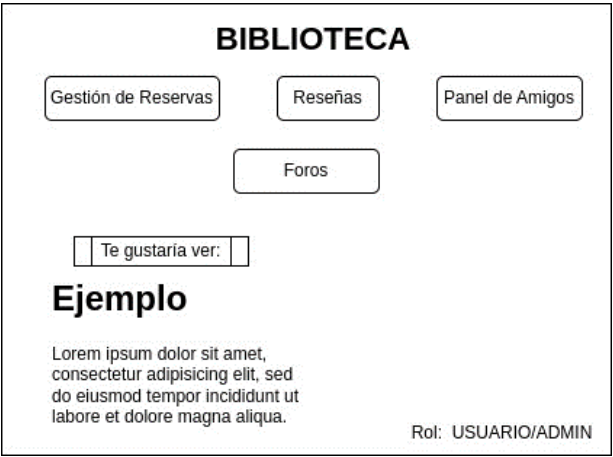 BIBLIOTECA
Gestión de Reservas
Reseñas
Panel de Amigos
Foros
Te gustaría ver:
Ejemplo
Lorem ipsum dolor sit amet,
consectetur adipisicing elit, sed
do eiusmod tempor incididunt ut
labore et dolore magna aliqua.
Rol: USUARIO/ADMIN